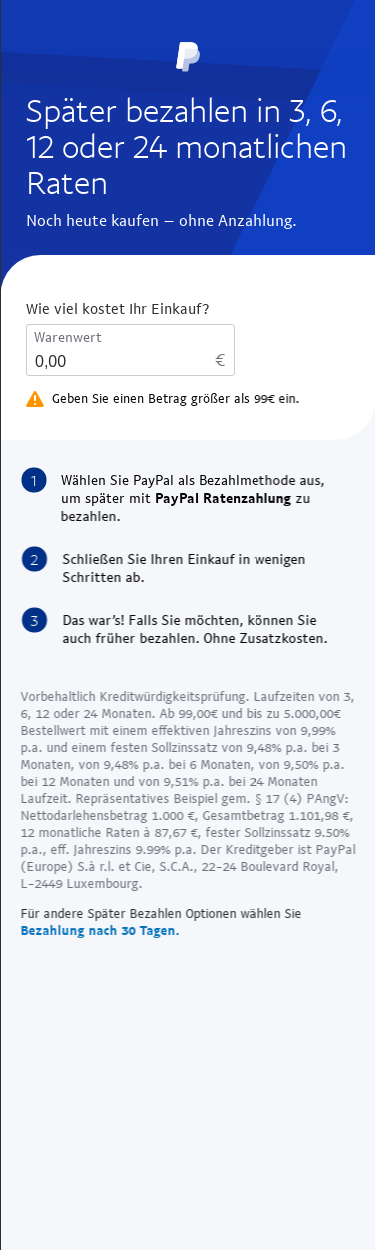 Später bezahlen in 3, 6,
12 oder 24 monatlichen
Raten
Noch heute kaufen – ohne Anzahlung.
Wie viel kostet Ihr Einkauf?
Warenwert
0,00 €
Geben Sie einen Betrag größer als 99€ ein.
1 Wählen Sie PayPal als Bezahlmethode aus,
um später mit PayPal Ratenzahlung zu
bezahlen.
2 Schließen Sie Ihren Einkauf in wenigen
Schritten ab.
3 Das war's! Falls Sie möchten, können Sie
auch früher bezahlen. Ohne Zusatzkosten.
Vorbehaltlich Kreditwürdigkeitsprüfung. Laufzeiten von 3,
6, 12 oder 24 Monaten. Ab 99,00€ und bis zu 5.000,00€
Bestellwert mit einem effektiven Jahreszins von 9,99%
p.a. und einem festen Sollzinssatz von 9,48% p.a. bei 3
Monaten, von 9,48% p.a. bei 6 Monaten, von 9,50% p.a.
bei 12 Monaten und von 9,51% p.a. bei 24 Monaten
Laufzeit. Repräsentatives Beispiel gem. § 17 (4) PAngV:
Nettodarlehensbetrag 1.000 €, Gesamtbetrag 1.101,98 €,
12 monatliche Raten à 87,67 €, fester Sollzinssatz 9.50%
p.a., eff. Jahreszins 9.99% p.a. Der Kreditgeber ist PayPal
(Europe) S.à r.l. et Cie, S.C.A., 22-24 Boulevard Royal,
L-2449 Luxembourg.
Für andere Später Bezahlen Optionen wählen Sie
Bezahlung nach 30 Tagen.